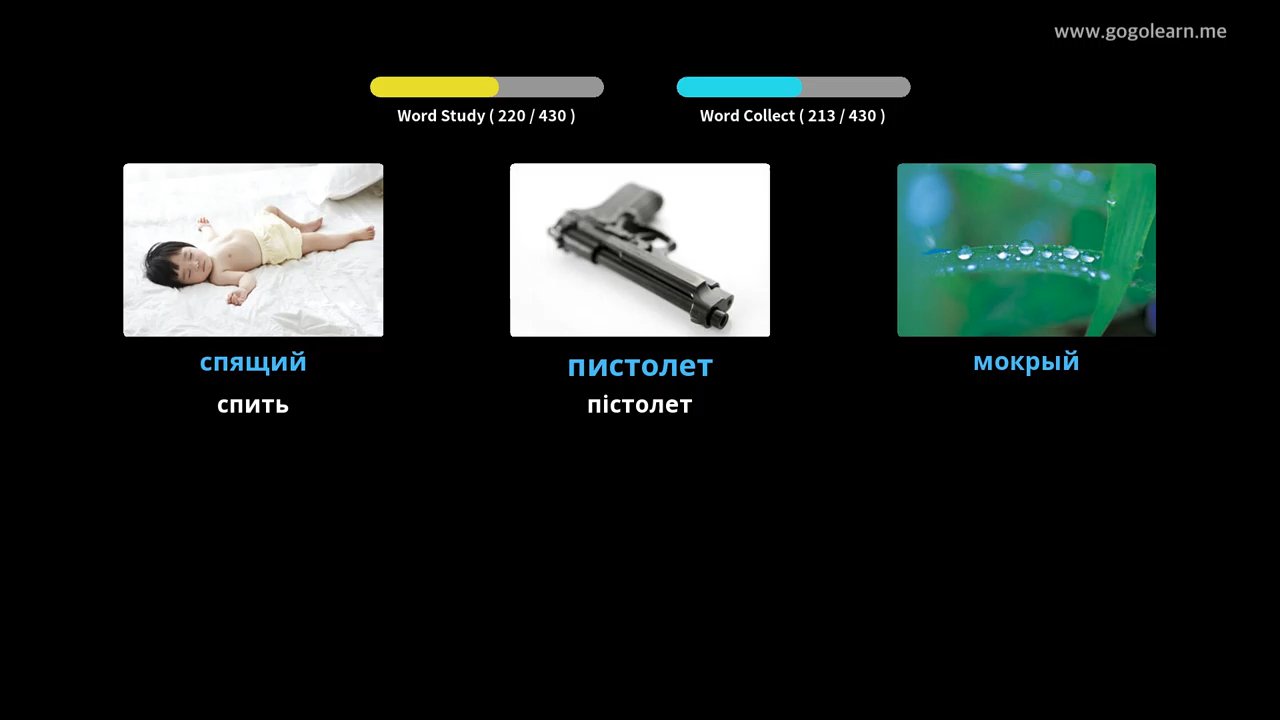 www.gogolearn.me
Word Study ( 220 / 430 )
Word Collect ( 213 / 430 )
спящий
пистолет
мокрый
спить
пістолет